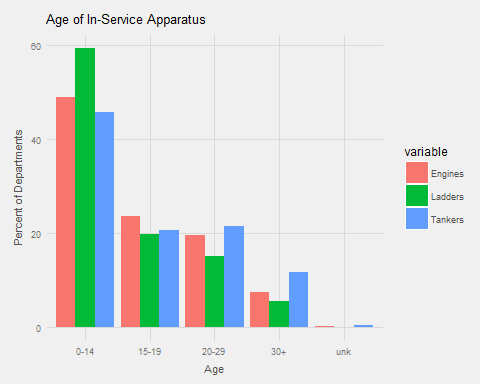 Age of In-Service Apparatus
60
40
20
0
Percent of Departments
0-14 15-19 20-29 30+ unk
Age
variable
Engines
Ladders
Tankers